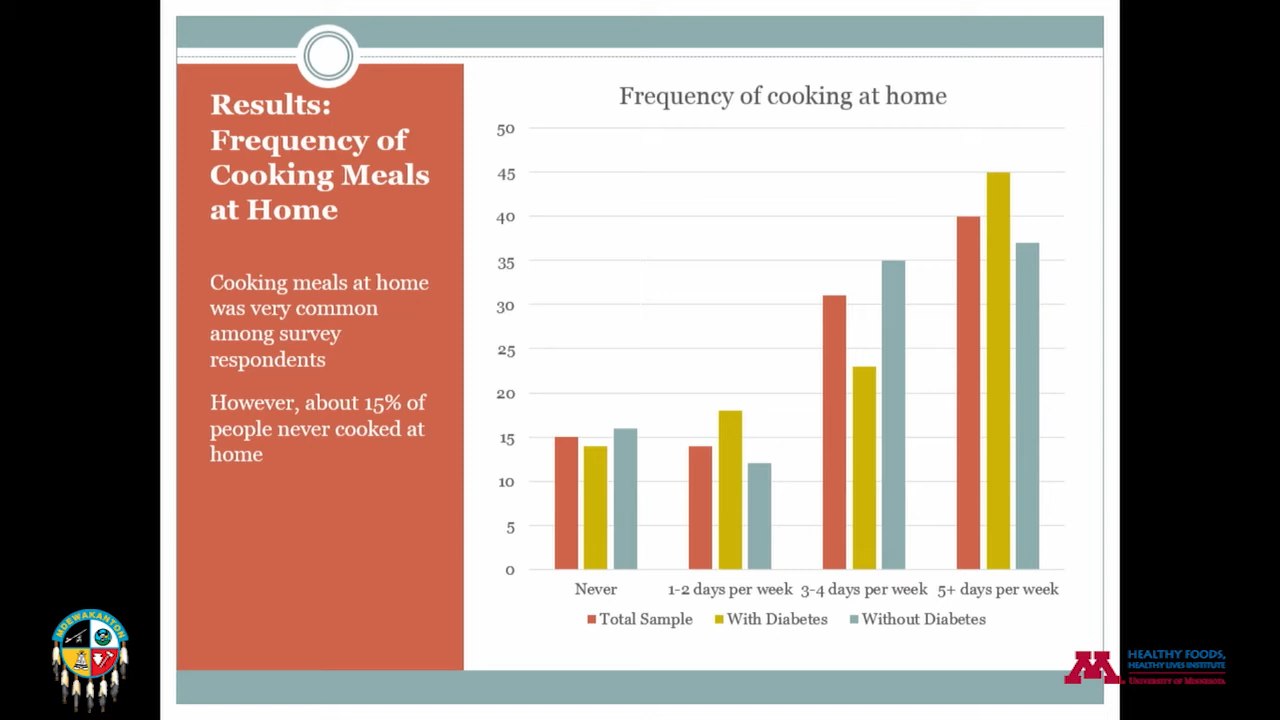 Results:
Frequency of
Cooking Meals
at Home
Cooking meals at home
was very common
among survey
respondents
However, about 15% of
people never cooked at
home
Frequency of cooking at home
50
45
40
35
30
25
20
15
10
5
0
Never 1-2 days per week 3-4 days per week 5+ days per week
Total Sample With Diabetes Without Diabetes
MDEWAKANTON
M
HEALTHY FOODS,
HEALTHY LIVES INSTITUTE
UNIVERSITY OF MINNESOTA